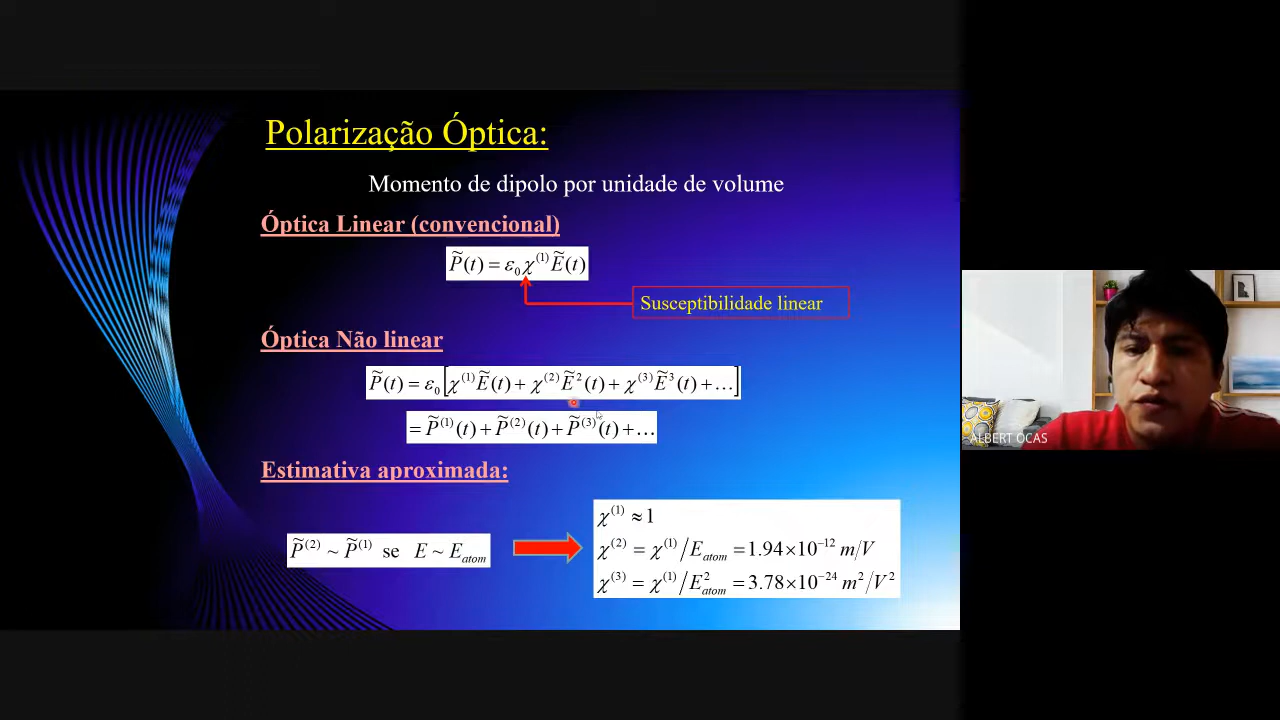 Polarização Óptica:
Momento de dipolo por unidade de volume
Óptica Linear (convencional)
P̃(t) = ε₀χ⁽¹⁾Ẽ(t)
Susceptibilidade linear
Óptica Não linear
P̃(t) = ε₀[χ⁽¹⁾Ẽ(t) + χ⁽²⁾Ẽ²(t) + χ⁽³⁾Ẽ³(t) + …]
= P̃⁽¹⁾(t) + P̃⁽²⁾(t) + P̃⁽³⁾(t) + …
ALBERT OCAS
Estimativa aproximada:
P̃⁽²⁾ ~ P̃⁽¹⁾ se E ~ E_atom
χ⁽¹⁾ ≈ 1
χ⁽²⁾ = χ⁽¹⁾/E_atom = 1.94×10⁻¹² m/V
χ⁽³⁾ = χ⁽¹⁾/E²_atom = 3.78×10⁻²⁴ m²/V²